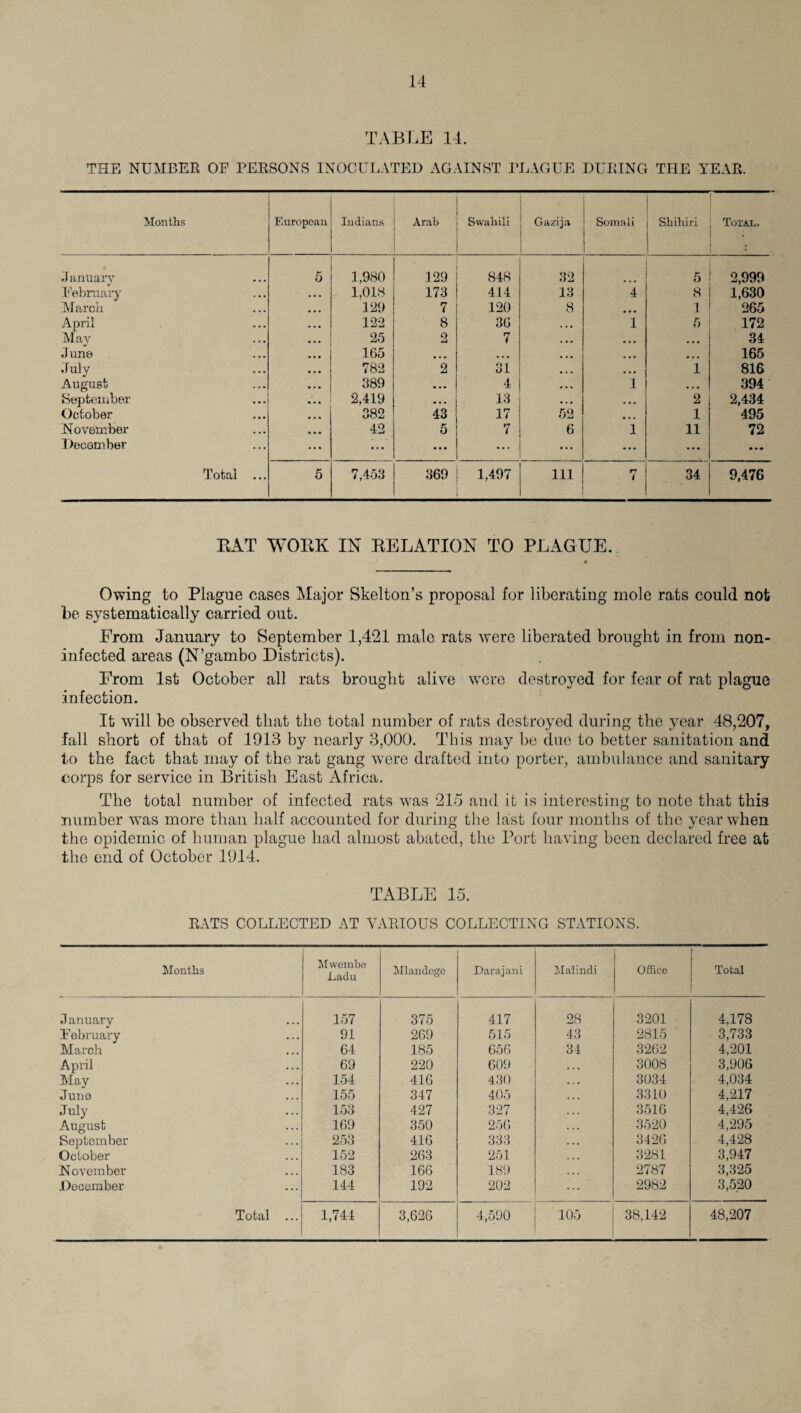 14
TABLE 14.
THE NUMBER OF PERSONS INOCULATED AGAINST PLAGUE DURING THE YEAR.
Months European Indians Arab Swahili Gazija Somali Shihiri TOTAL.
January ... 5 1,980 129 848 32 ... 5 2,999
February ... ... 1,018 173 414 13 4 8 1,630
March ... ... 129 7 120 8 ... 1 265
April ... ... 122 8 36 ... 1 5 172
May ... ... 25 2 7 ... ... ... 34
June ... ... 165 ... ... ... ... ... 165
July ... ... 782 2 31 ... ... 1 816
August ... ... 389 ... 4 ... 1 ... 394
September ... ... 2,419 ... 13 ... ... 2 2,434
October ... ... 382 43 17 52 ... 1 495
November ... ... 42 5 7 6 1 11 72
December ... ... ... ... ... ... ... ... ...
Total ... 5 7,453 369 1,497 111 7 34 9,476
RAT WORK IN RELATION TO PLAGUE.
Owing to Plague cases Major Skelton's proposal for liberating mole rats could not
be systematically carried out.
From January to September 1,421 male rats were liberated brought in from non-
infected areas (N'gambo Districts).
From 1st October all rats brought alive were destroyed for fear of rat plague
infection.
It will be observed that the total number of rats destroyed during the year 48,207,
fall short of that of 1913 by nearly 3,000. This may be due to better sanitation and
to the fact that may of the rat gang were drafted into porter, ambulance and sanitary
corps for service in British East Africa.
The total number of infected rats was 215 and it is interesting to note that this
number was more than half accounted for during the last four months of the year when
the opidemic of human plague had almost abated, the Port having been declared free at
the end of October 1914.
TABLE 15.
RATS COLLECTED AT VARIOUS COLLECTING STATIONS.
Months Mwembe Ladu Mlandege Darajani Malindi Office Total
January ... 157 375 417 28 3201 4,178
February ... 91 269 515 43 2815 3,733
March ... 64 185 656 34 3262 4,201
April ... 69 220 609 ... 3008 3,906
May ... 154 416 430 ... 3034 4,034
June ... 155 347 405 ... 3310 4,217
July ... 153 427 327 ... 3516 4,426
August ... 169 350 256 ... 3520 4,295
September ... 253 416 333 ... 3426 4,428
October ... 152 263 251 ... 3281 3,947
November ... 183 166 189 ... 2787 3,325
December ... 144 192 202 ... 2982 3,520
Total ... 1,744 3,626 4,590 105 38,142 48,207